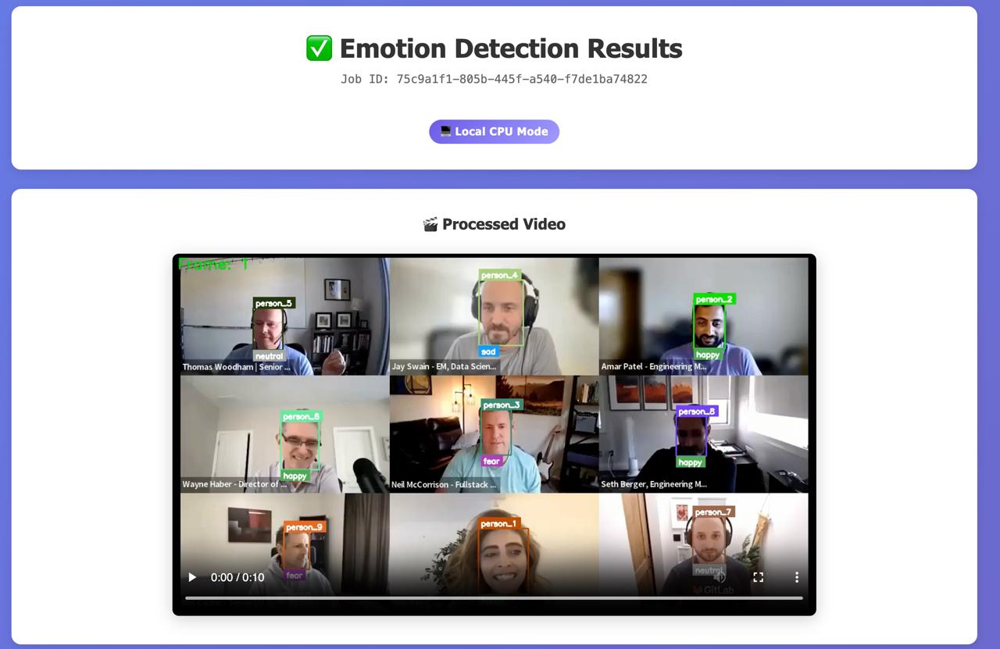 ✅ Emotion Detection Results
Job ID: 75c9a1f1-805b-445f-a540-f7de1ba74822
💻 Local CPU Mode
🎬 Processed Video
Frame: 1
person_5
neutral
Thomas Woodham | Senior ...
person_4
sad
Jay Swain - EM, Data Scien...
person_2
happy
Amar Patel - Engineering M...
person_6
happy
Wayne Haber - Director of ...
person_3
fear
Neil McCorrison - Fullstack ...
person_8
happy
Seth Berger, Engineering M...
person_9
fear
person_1
person_7
neutral
GitLab
0:00 / 0:10